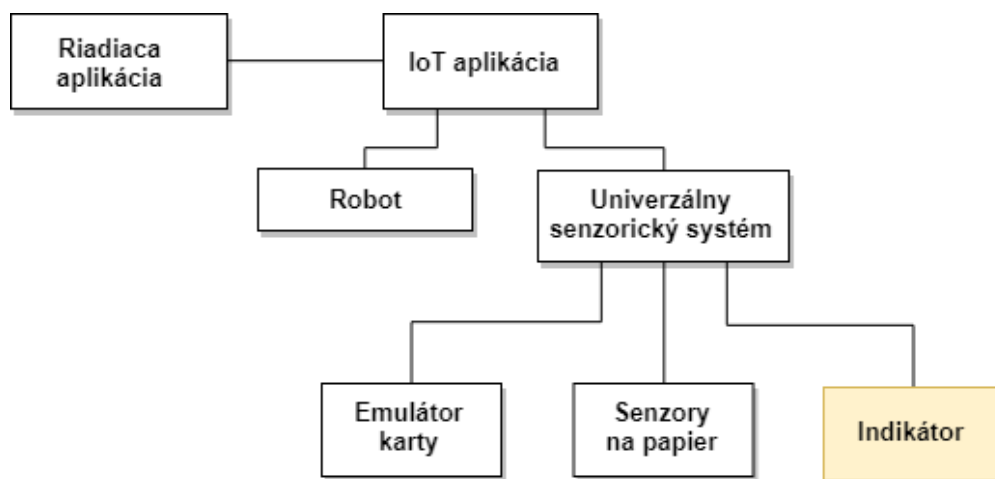 Riadiaca
aplikácia
IoT aplikácia
Robot
Univerzálny
senzorický systém
Emulátor
karty
Senzory
na papier
Indikátor